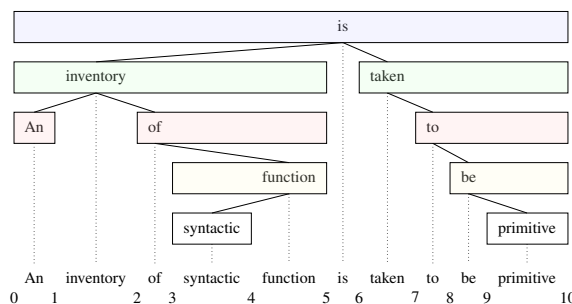 is
inventory taken
An of to
function be
syntactic primitive
An inventory of syntactic function is taken to be primitive
0 1 2 3 4 5 6 7 8 9 10